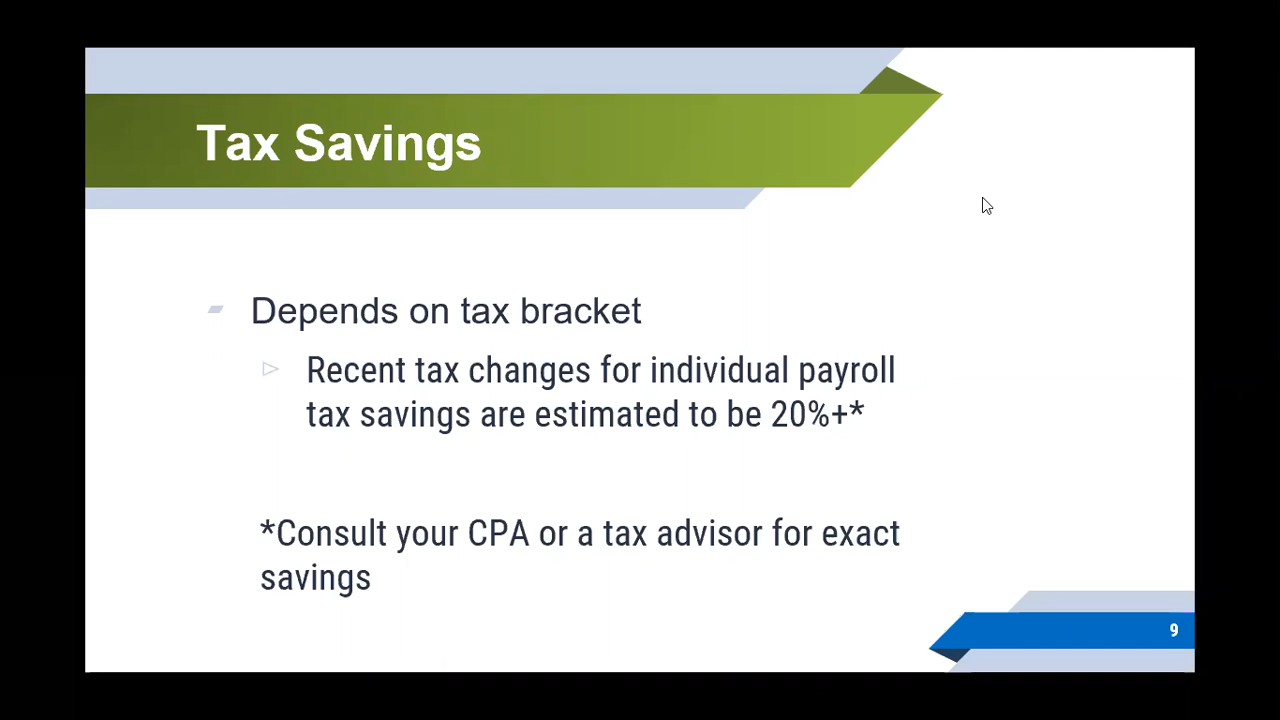 Tax Savings
Depends on tax bracket
Recent tax changes for individual payroll
tax savings are estimated to be 20%+*
*Consult your CPA or a tax advisor for exact
savings
9